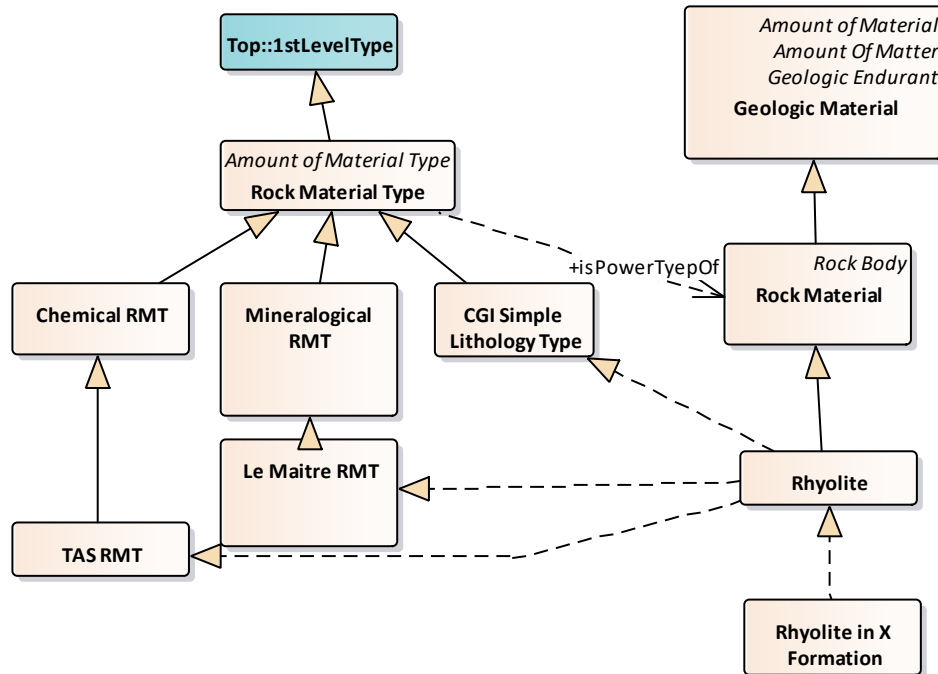 Top::1stLevelType
Amount of Material
Amount Of Matter
Geologic Endurant
Geologic Material
Amount of Material Type
Rock Material Type
+isPowerTyepOf
Rock Body
Rock Material
Chemical RMT
Mineralogical
RMT
CGI Simple
Lithology Type
Le Maitre RMT
Rhyolite
TAS RMT
Rhyolite in X
Formation